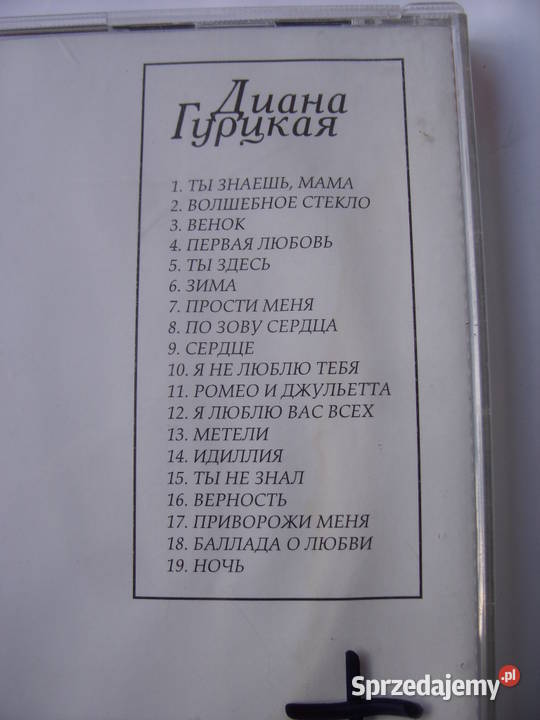 Диана
Гурцкая
1. ТЫ ЗНАЕШЬ, МАМА
2. ВОЛШЕБНОЕ СТЕКЛО
3. ВЕНОК
4. ПЕРВАЯ ЛЮБОВЬ
5. ТЫ ЗДЕСЬ
6. ЗИМА
7. ПРОСТИ МЕНЯ
8. ПО ЗОВУ СЕРДЦА
9. СЕРДЦЕ
10. Я НЕ ЛЮБЛЮ ТЕБЯ
11. РОМЕО И ДЖУЛЬЕТТА
12. Я ЛЮБЛЮ ВАС ВСЕХ
13. МЕТЕЛИ
14. ИДИЛЛИЯ
15. ТЫ НЕ ЗНАЛ
16. ВЕРНОСТЬ
17. ПРИВОРОЖИ МЕНЯ
18. БАЛЛАДА О ЛЮБВИ
19. НОЧЬ
Sprzedajemy.pl